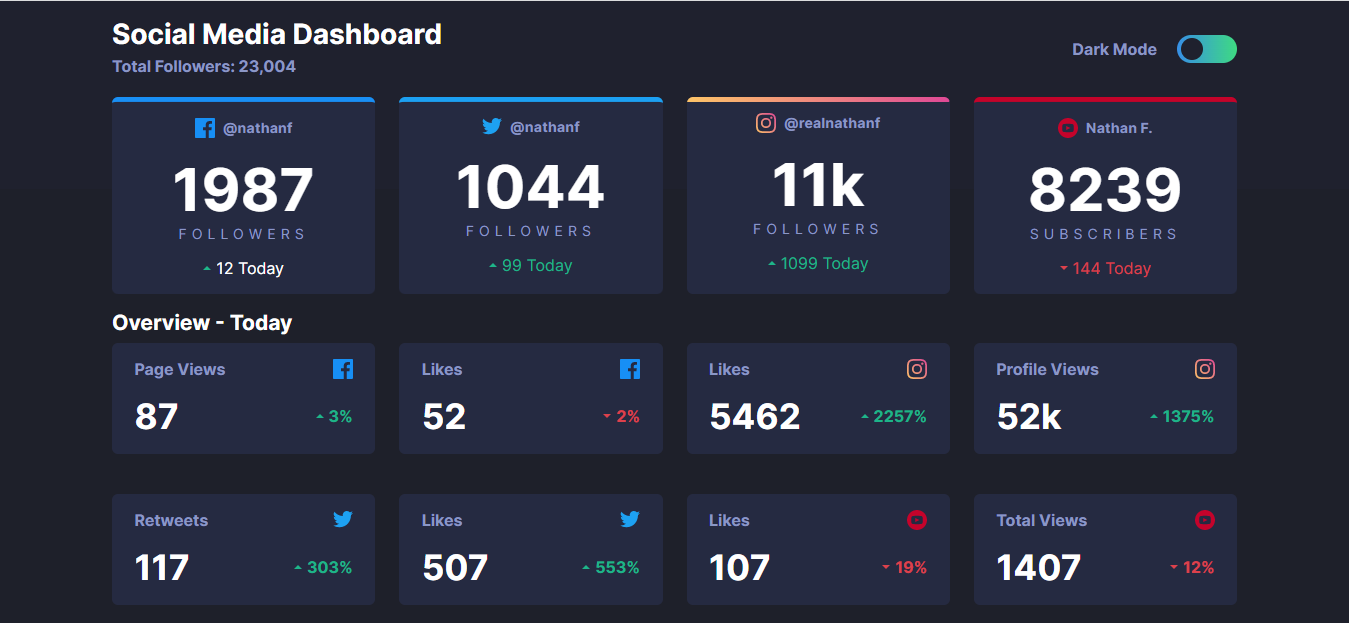 Social Media Dashboard
Total Followers: 23,004
Dark Mode
@nathanf
1987
FOLLOWERS
12 Today
@nathanf
1044
FOLLOWERS
99 Today
@realnathanf
11k
FOLLOWERS
1099 Today
Nathan F.
8239
SUBSCRIBERS
144 Today
Overview - Today
Page Views
87
3%
Likes
52
2%
Likes
5462
2257%
Profile Views
52k
1375%
Retweets
117
303%
Likes
507
553%
Likes
107
19%
Total Views
1407
12%